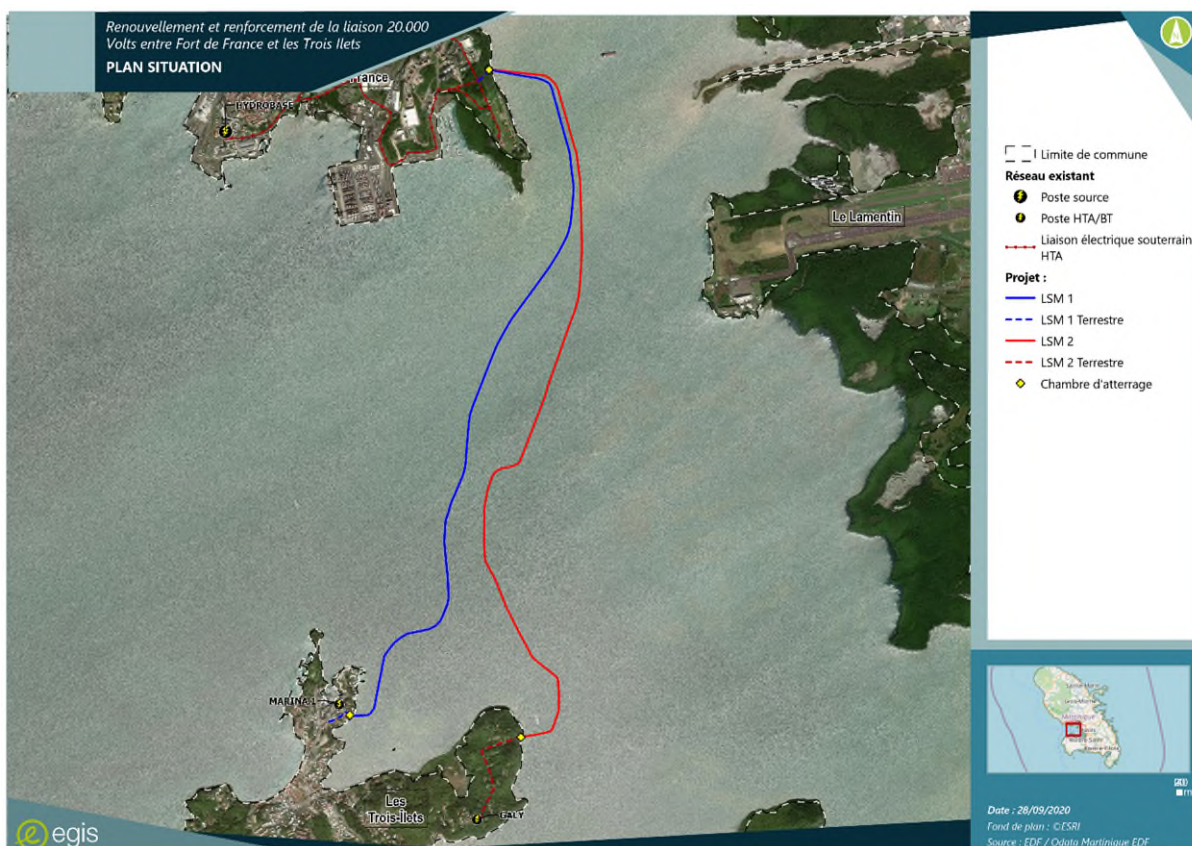 Renouvellement et renforcement de la liaison 20.000
Volts entre Fort de France et les Trois Ilets
PLAN SITUATION
France
HYDROBASE
Le Lamentin
MARINA 1
GALY
Les
Trois-Îlets
egis
Limite de commune
Réseau existant
Poste source
Poste HTA/BT
Liaison électrique souterrain
HTA
Projet :
LSM 1
LSM 1 Terrestre
LSM 2
LSM 2 Terrestre
Chambre d'atterrage
Date : 28/09/2020
Fond de plan : ©ESRI
Source : EDF / Odata Martinique EDF